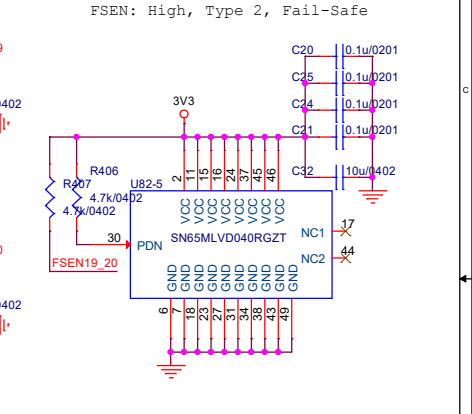 FSEN: High, Type 2, Fail-Safe
C20 0.1u/0201
C25 0.1u/0201
C24 0.1u/0201
C21 0.1u/0201
C32 10u/0402
C
3V3
0402
R406
4.7k/0402
R407
4.7k/0402
U82-5
2 11 15 16 24 37 45 46
VCC VCC VCC VCC VCC VCC VCC VCC
SN65MLVD040RGZT
NC1 17
NC2 44
30 PDN
FSEN19_20
GND GND GND GND GND GND GND GND GND GND
6 7 18 23 27 31 34 38 43 49
0402